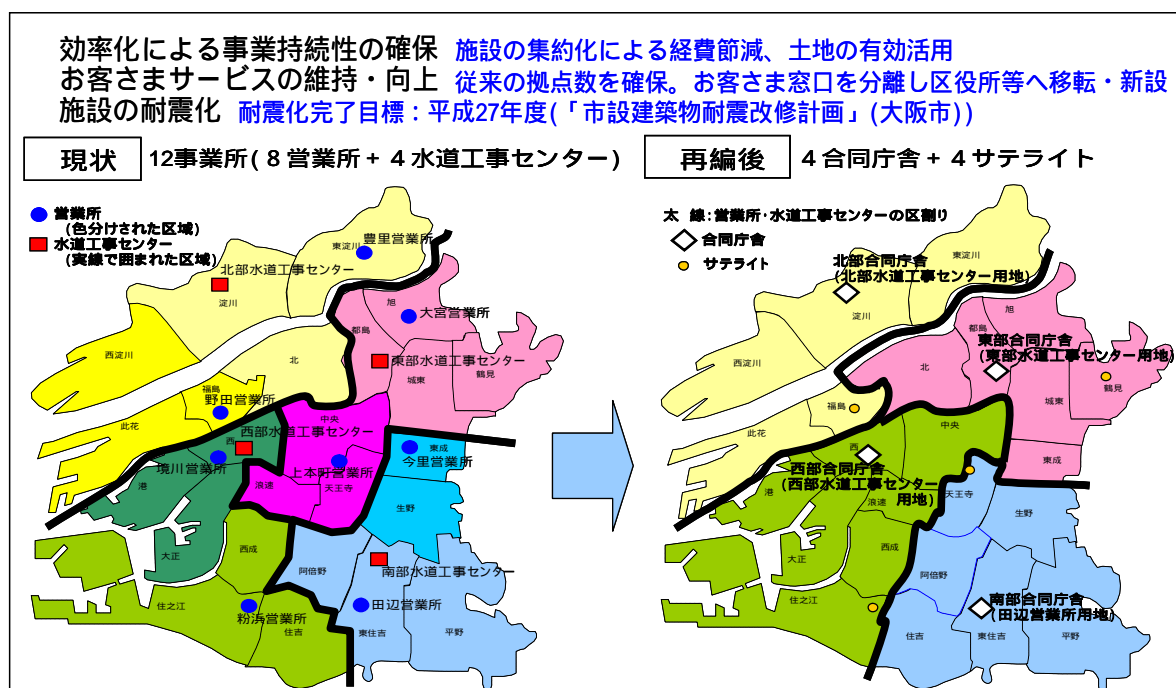 効率化による事業持続性の確保 施設の集約化による経費節減、土地の有効活用
お客さまサービスの維持・向上 従来の拠点数を確保。お客さま窓口を分離し区役所等へ移転・新設
施設の耐震化 耐震化完了目標：平成27年度(「市設建築物耐震改修計画」(大阪市))
現状 12事業所(８営業所＋４水道工事センター)
営業所
(色分けされた区域)
水道工事センター
(実線で囲まれた区域)
東淀川
豊里営業所
北部水道工事センター
淀川
旭
大宮営業所
都島
西淀川
北
東部水道工事センター
城東
鶴見
福島
野田営業所
此花
中央
西
西部水道工事センター
東成
今里営業所
境川営業所
上本町営業所
港
浪速
天王寺
生野
大正
西成
阿倍野
南部水道工事センター
住之江
粉浜営業所
田辺営業所
住吉
東住吉
平野
再編後 ４合同庁舎＋４サテライト
太 線：営業所・水道工事センターの区割り
合同庁舎
サテライト
東淀川
北部合同庁舎
(北部水道工事センター用地)
淀川
旭
都島
東部合同庁舎
(東部水道工事センター用地)
西淀川
北
鶴見
城東
福島
此花
中央
西
東成
西部合同庁舎
(西部水道工事センター
用地)
港
浪速
天王寺
生野
大正
西成
阿倍野
住之江
南部合同庁舎
(田辺営業所用地)
住吉
東住吉
平野